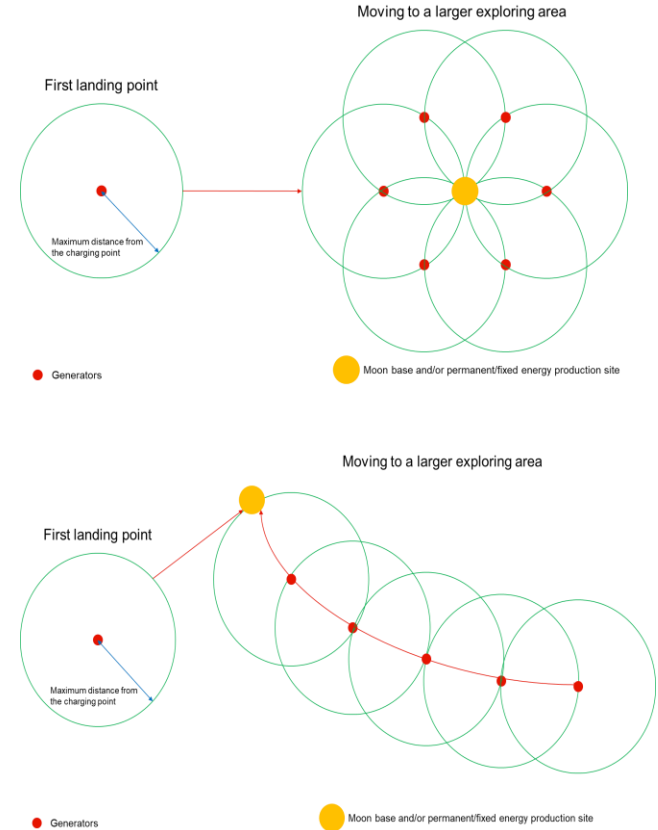 Moving to a larger exploring area
First landing point
Maximum distance from
the charging point
Generators
Moon base and/or permanent/fixed energy production site
Moving to a larger exploring area
First landing point
Maximum distance from
the charging point
Generators
Moon base and/or permanent/fixed energy production site